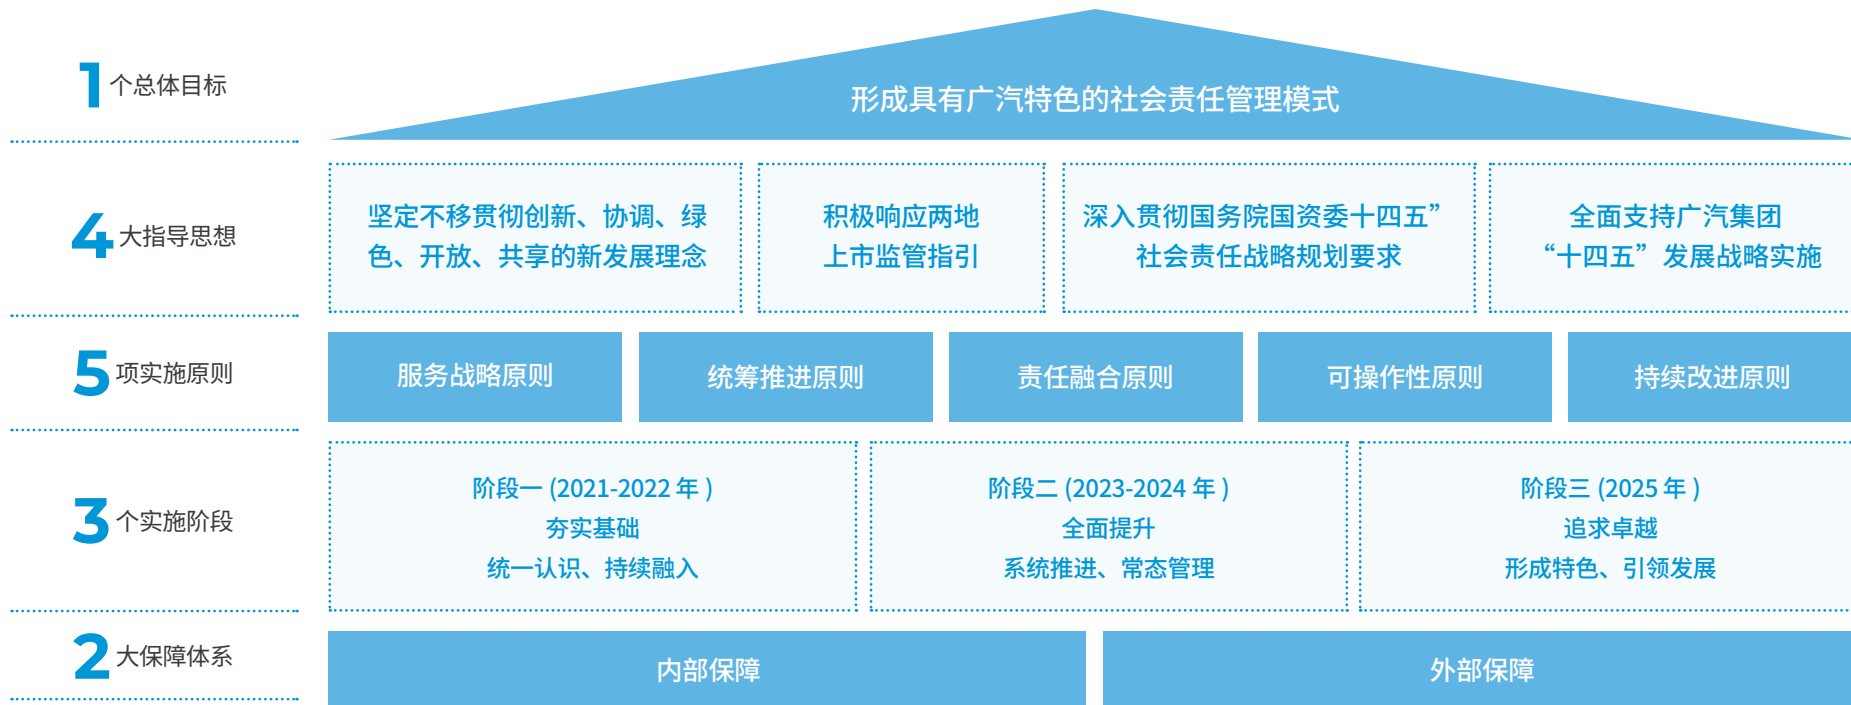 1个总体目标
形成具有广汽特色的社会责任管理模式
4大指导思想
坚定不移贯彻创新、协调、绿
色、开放、共享的新发展理念
积极响应两地
上市监管指引
深入贯彻国务院国资委十四五”
社会责任战略规划要求
全面支持广汽集团
“十四五”发展战略实施
5项实施原则
服务战略原则
统筹推进原则
责任融合原则
可操作性原则
持续改进原则
3个实施阶段
阶段一 (2021-2022 年 )
夯实基础
统一认识、持续融入
阶段二 (2023-2024 年 )
全面提升
系统推进、常态管理
阶段三 (2025 年 )
追求卓越
形成特色、引领发展
2大保障体系
内部保障
外部保障